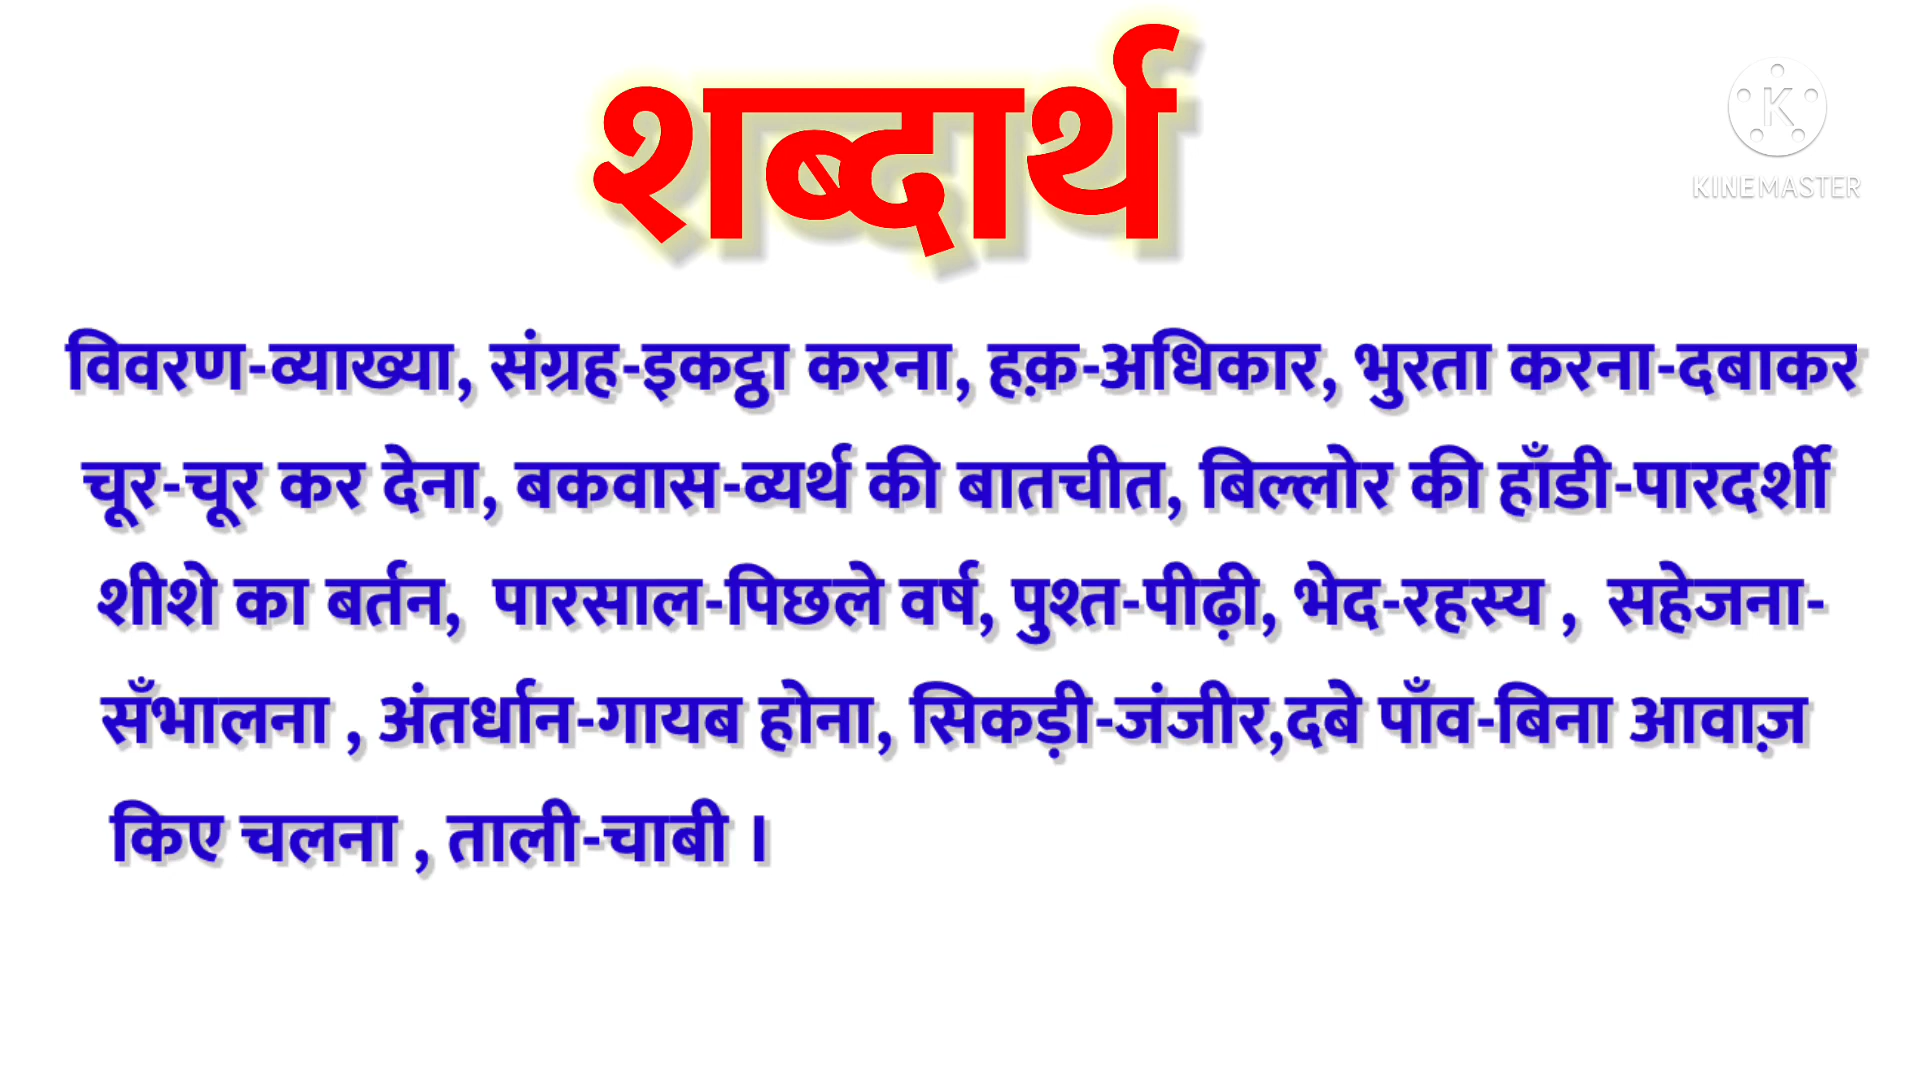 शब्दार्थ
KINEMASTER
विवरण-व्याख्या, संग्रह-इकट्ठा करना, हक़-अधिकार, भुरता करना-दबाकर
चूर-चूर कर देना, बकवास-व्यर्थ की बातचीत, बिल्लोर की हाँडी-पारदर्शी
शीशे का बर्तन, पारसाल-पिछले वर्ष, पुश्त-पीढ़ी, भेद-रहस्य , सहेजना-
सँभालना , अंतर्धान-गायब होना, सिकड़ी-जंजीर,दबे पाँव-बिना आवाज़
किए चलना , ताली-चाबी ।